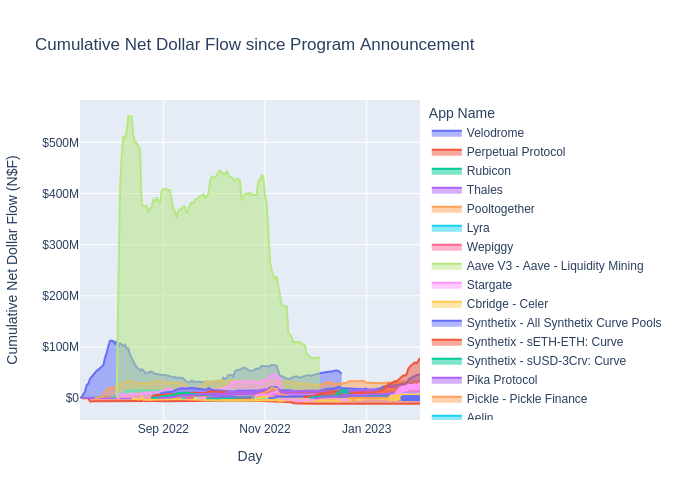 Cumulative Net Dollar Flow since Program Announcement
App Name
Velodrome
Perpetual Protocol
Rubicon
Thales
Pooltogether
Lyra
Wepiggy
Aave V3 - Aave - Liquidity Mining
Stargate
Cbridge - Celer
Synthetix - All Synthetix Curve Pools
Synthetix - sETH-ETH: Curve
Synthetix - sUSD-3Crv: Curve
Pika Protocol
Pickle - Pickle Finance
Aelin
Cumulative Net Dollar Flow (N$F)
$500M
$400M
$300M
$200M
$100M
$0
Sep 2022
Nov 2022
Jan 2023
Day